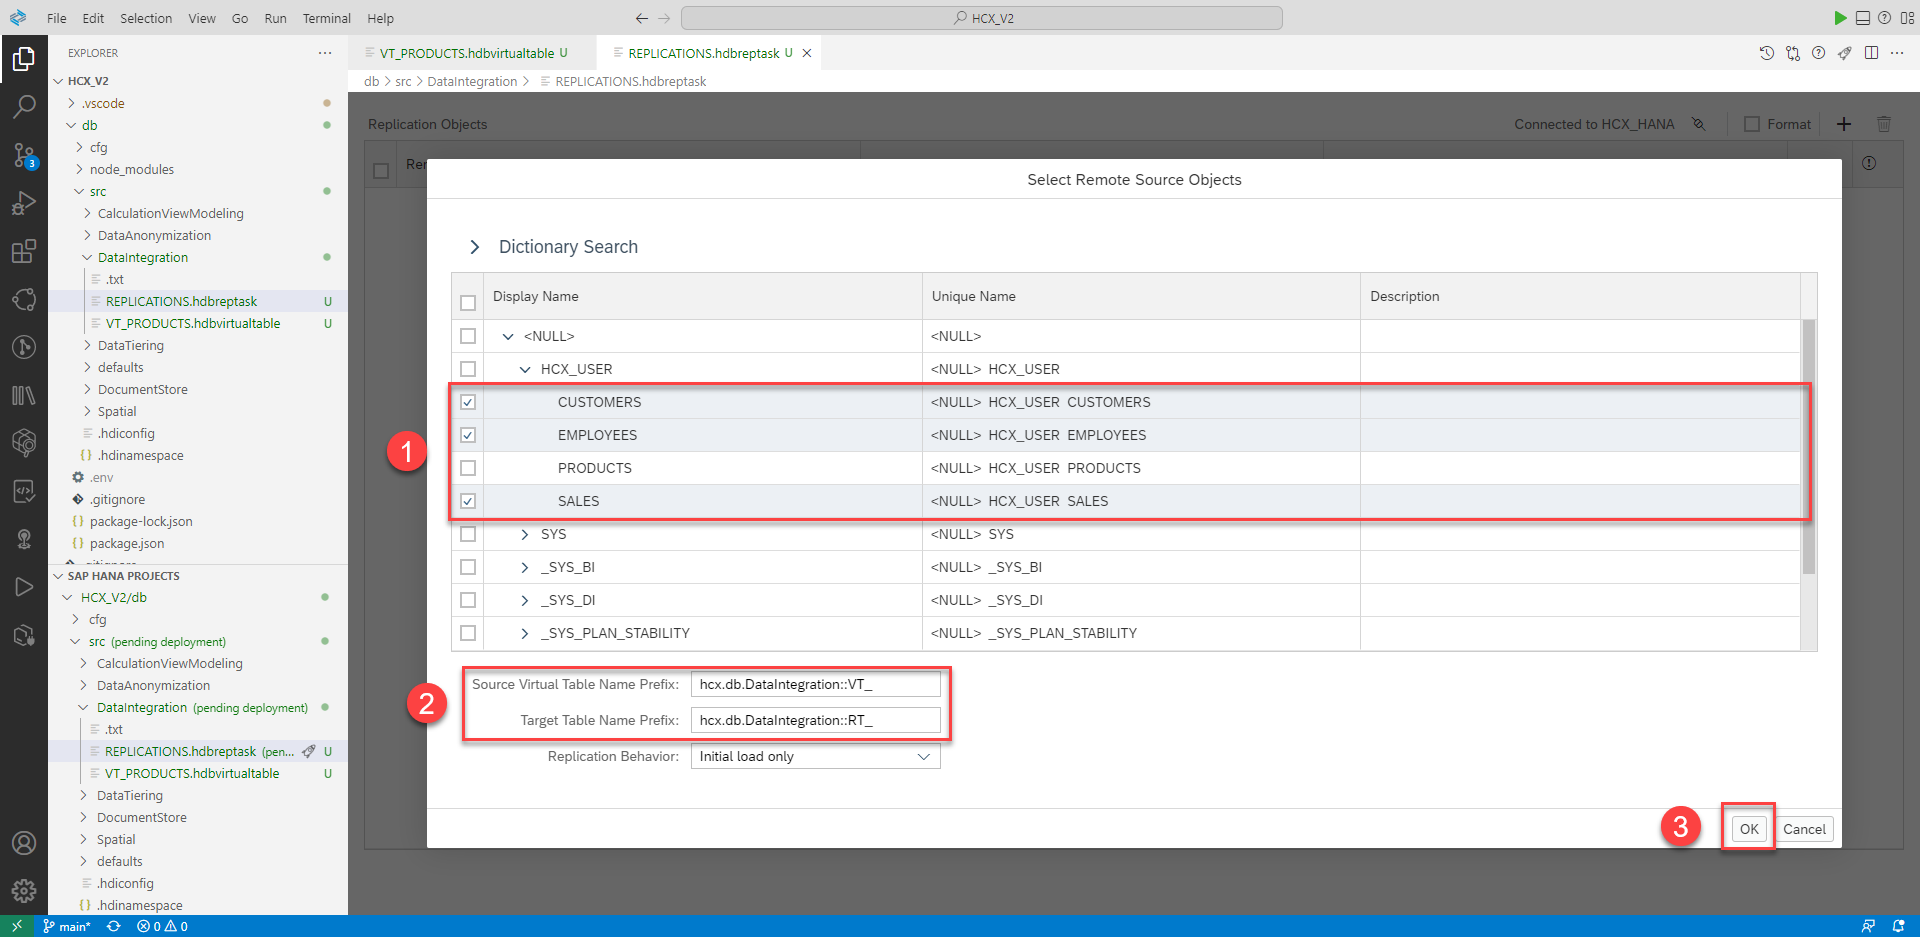 File Edit Selection View Go Run Terminal Help
HCX_V2
EXPLORER
HCX_V2
.vscode
db
cfg
node_modules
src
CalculationViewModeling
DataAnonymization
DataIntegration
.txt
REPLICATIONS.hdbreptask U
VT_PRODUCTS.hdbvirtualtable U
DataTiering
defaults
DocumentStore
Spatial
.hdiconfig
{} .hdinamespace
.env
.gitignore
{} package-lock.json
{} package.json
SAP HANA PROJECTS
HCX_V2/db
cfg
src (pending deployment)
CalculationViewModeling
DataAnonymization
DataIntegration (pending deployment)
.txt
REPLICATIONS.hdbreptask (pen... U
VT_PRODUCTS.hdbvirtualtable U
DataTiering
DocumentStore
Spatial
defaults
.hdiconfig
{} .hdinamespace
3
VT_PRODUCTS.hdbvirtualtable U
REPLICATIONS.hdbreptask U
db > src > DataIntegration > REPLICATIONS.hdbreptask
Replication Objects
Connected to HCX_HANA
Format
Select Remote Source Objects
Dictionary Search
Display Name Unique Name Description
<NULL> <NULL>
HCX_USER <NULL> HCX_USER
CUSTOMERS <NULL> HCX_USER CUSTOMERS
EMPLOYEES <NULL> HCX_USER EMPLOYEES
PRODUCTS <NULL> HCX_USER PRODUCTS
SALES <NULL> HCX_USER SALES
SYS <NULL> SYS
_SYS_BI <NULL> _SYS_BI
_SYS_DI <NULL> _SYS_DI
_SYS_PLAN_STABILITY <NULL> _SYS_PLAN_STABILITY
1
2
Source Virtual Table Name Prefix: hcx.db.DataIntegration::VT_
Target Table Name Prefix: hcx.db.DataIntegration::RT_
Replication Behavior: Initial load only
3
OK Cancel
main* 0 0